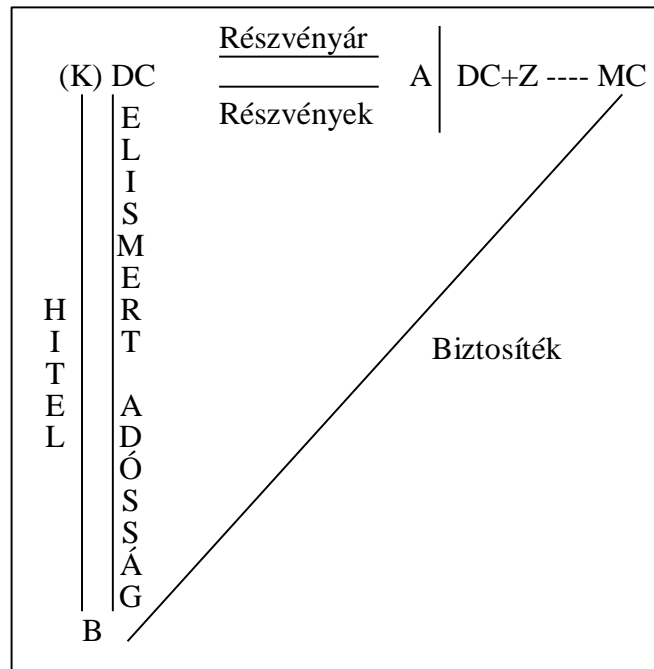 Részvényár
(K) DC
A
DC+Z ---- MC
Részvények
HITEL
ELISMERT ADÓSSÁG
Biztosíték
B